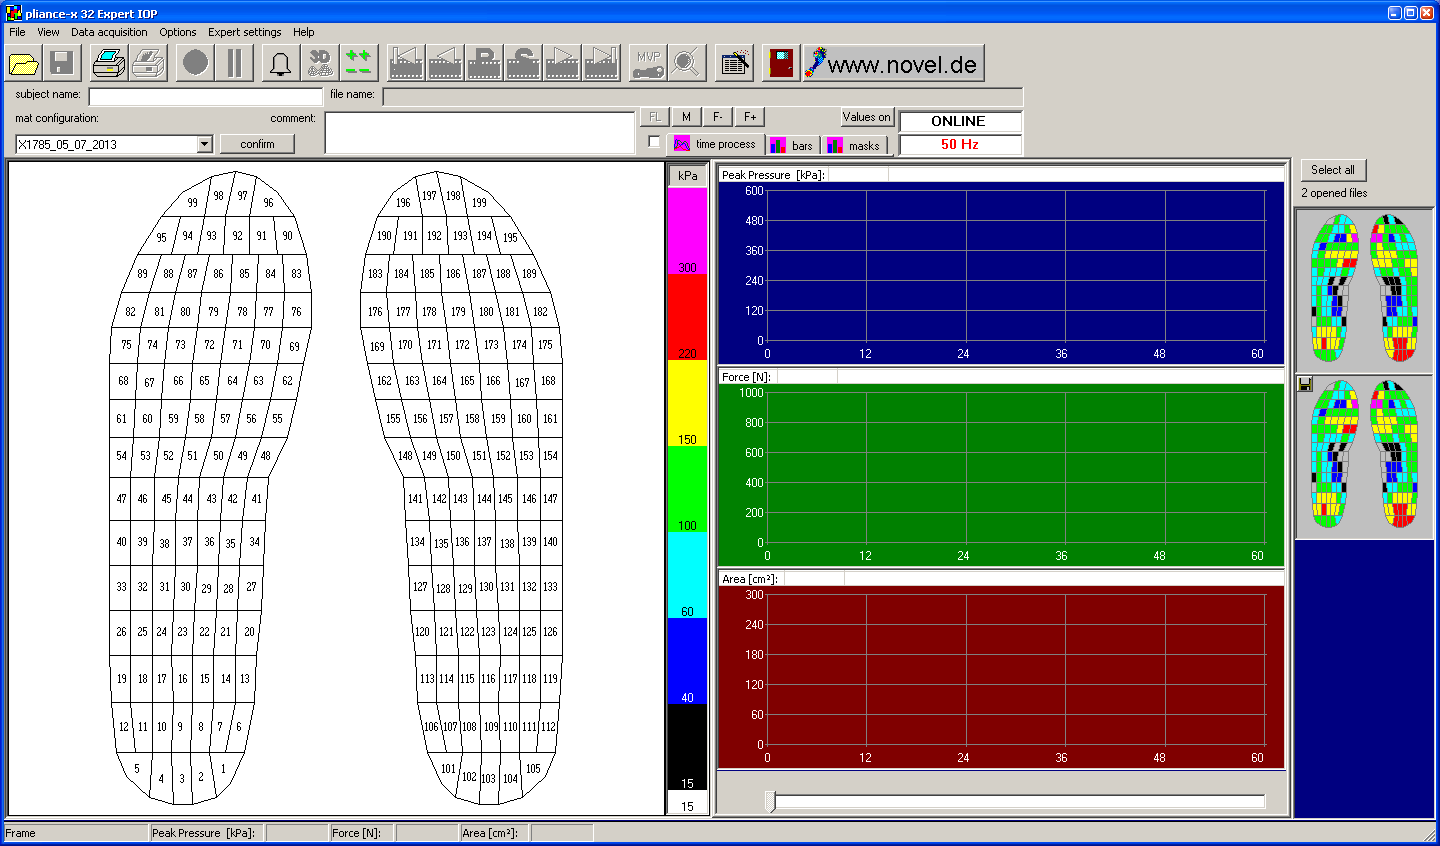 pliance-x 32 Expert IOP
File View Data acquisition Options Expert settings Help
3D MVP www.novel.de
subject name: file name:
mat configuration: comment: FL M F- F+ Values on ONLINE
X1785_05_07_2013 confirm time process bars masks 50 Hz
kPa
300
220
150
100
60
40
15
15
99 98 97 96 196 197 198 199
95 94 93 92 91 90 190 191 192 193 194 195
89 88 87 86 85 84 83 183 184 185 186 187 188 189
82 81 80 79 78 77 76 176 177 178 179 180 181 182
75 74 73 72 71 70 69 169 170 171 172 173 174 175
68 67 66 65 64 63 62 162 163 164 165 166 167 168
61 60 59 58 57 56 55 155 156 157 158 159 160 161
54 53 52 51 50 49 48 148 149 150 151 152 153 154
47 46 45 44 43 42 41 141 142 143 144 145 146 147
40 39 38 37 36 35 34 134 135 136 137 138 139 140
33 32 31 30 29 28 27 127 128 129 130 131 132 133
26 25 24 23 22 21 20 120 121 122 123 124 125 126
19 18 17 16 15 14 13 113 114 115 116 117 118 119
12 11 10 9 8 7 6 106 107 108 109 110 111 112
5 4 3 2 1 101 102 103 104 105
Peak Pressure [kPa]:
600
480
360
240
120
0
0 12 24 36 48 60
Force [N]:
1000
800
600
400
200
0
0 12 24 36 48 60
Area [cm²]:
300
240
180
120
60
0
0 12 24 36 48 60
Select all
2 opened files
Frame Peak Pressure [kPa]: Force [N]: Area [cm²]: